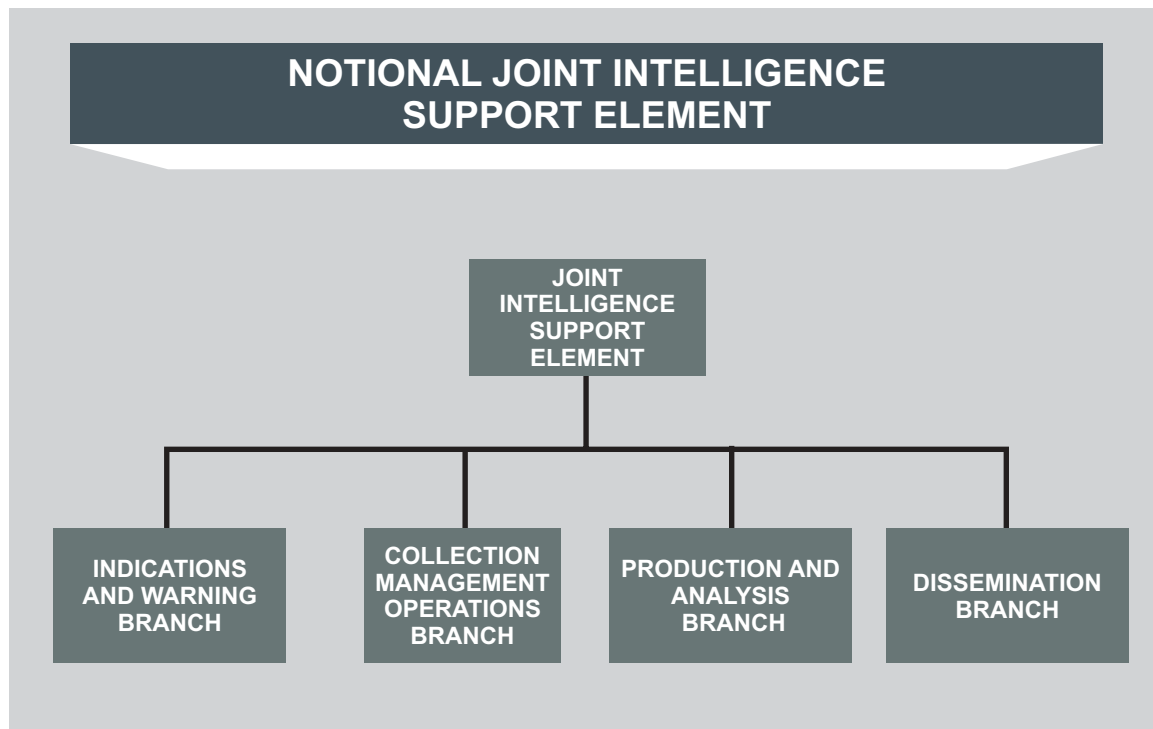 NOTIONAL JOINT INTELLIGENCE
SUPPORT ELEMENT
JOINT
INTELLIGENCE
SUPPORT
ELEMENT
INDICATIONS
AND WARNING
BRANCH
COLLECTION
MANAGEMENT
OPERATIONS
BRANCH
PRODUCTION AND
ANALYSIS
BRANCH
DISSEMINATION
BRANCH